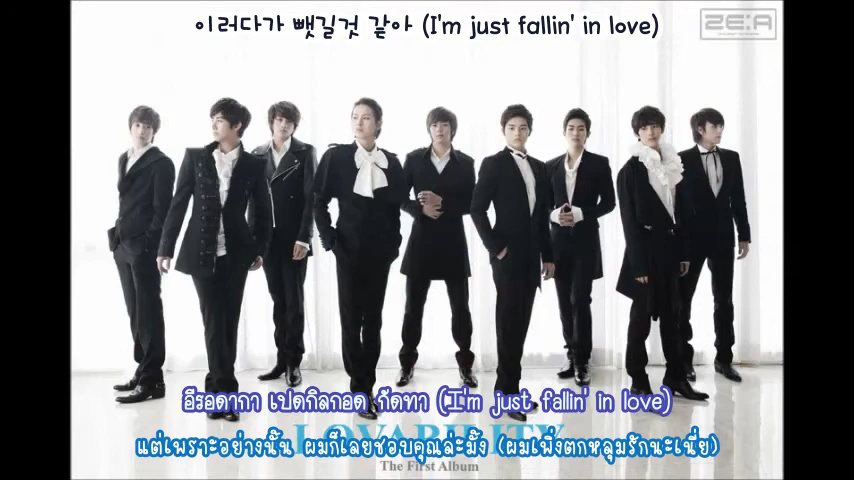 이러다가 뺏길것 같아 (I'm just fallin' in love)
ZE:A
อีรอดากา เปดกิลกอด กัดทา (I'm just fallin' in love)
LOVABILITY
แต่เพราะอย่างนั้น ผมก็เลยชอบคุณล่ะมั้ง (ผมเพิ่งตกหลุมรักนะเนี่ย)
The First Album